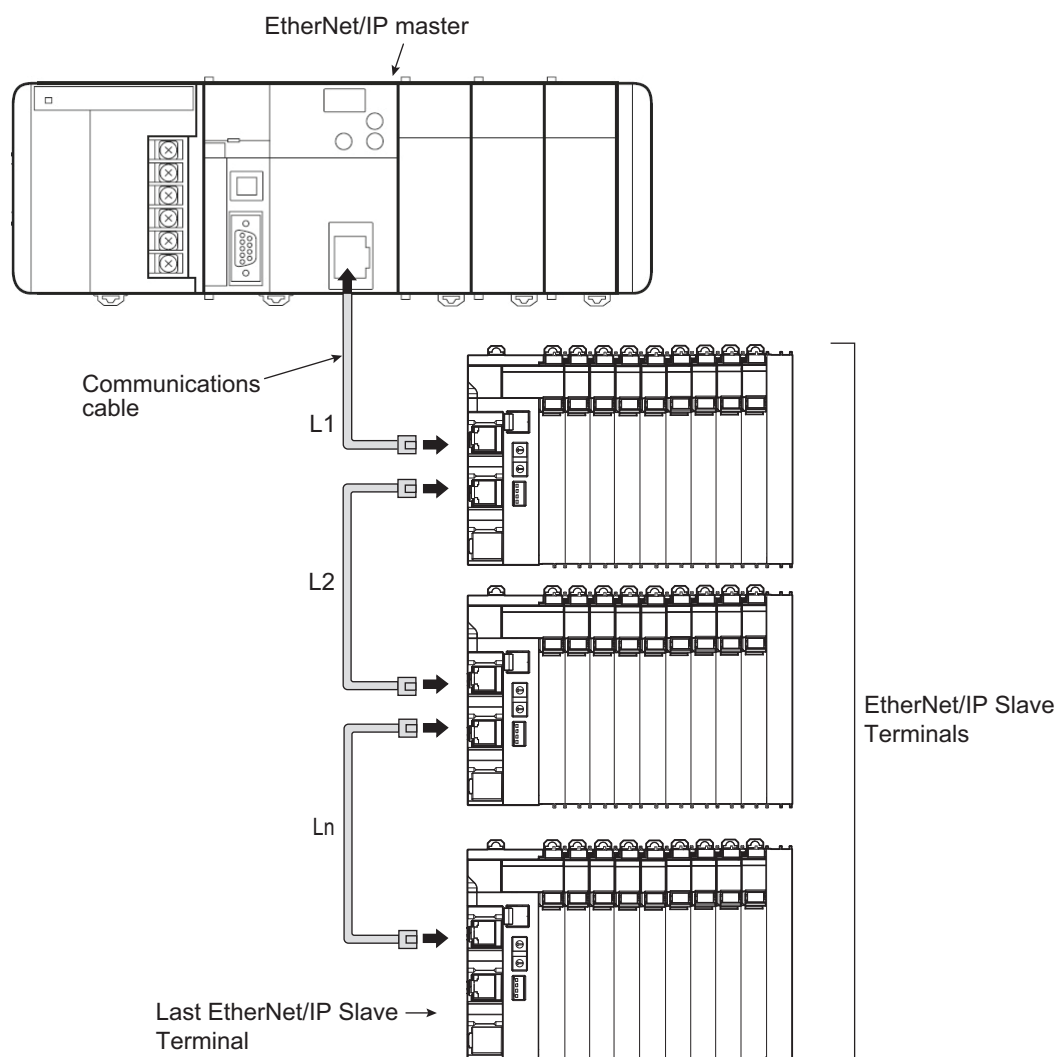 EtherNet/IP master
Communications
cable
L1
L2
EtherNet/IP Slave
Terminals
Ln
Last EtherNet/IP Slave
Terminal